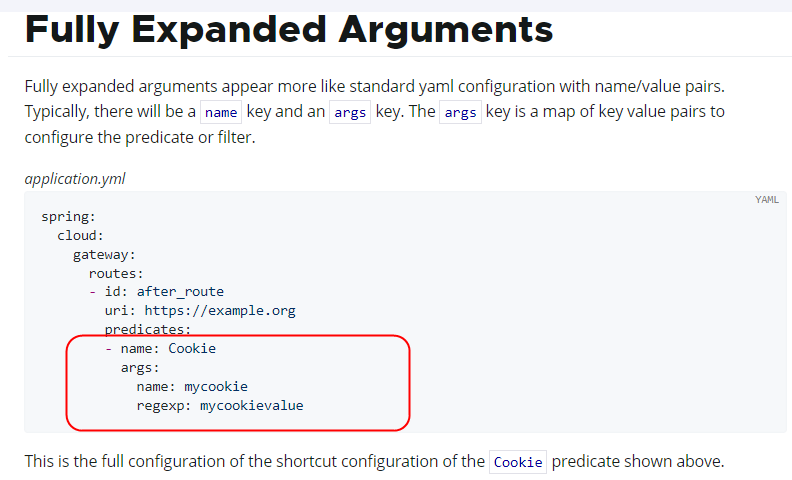 Fully Expanded Arguments
Fully expanded arguments appear more like standard yaml configuration with name/value pairs.
Typically, there will be a name key and an args key. The args key is a map of key value pairs to
configure the predicate or filter.
application.yml
YAML
spring:
  cloud:
    gateway:
      routes:
      - id: after_route
        uri: https://example.org
        predicates:
        - name: Cookie
          args:
            name: mycookie
            regexp: mycookievalue
This is the full configuration of the shortcut configuration of the Cookie predicate shown above.